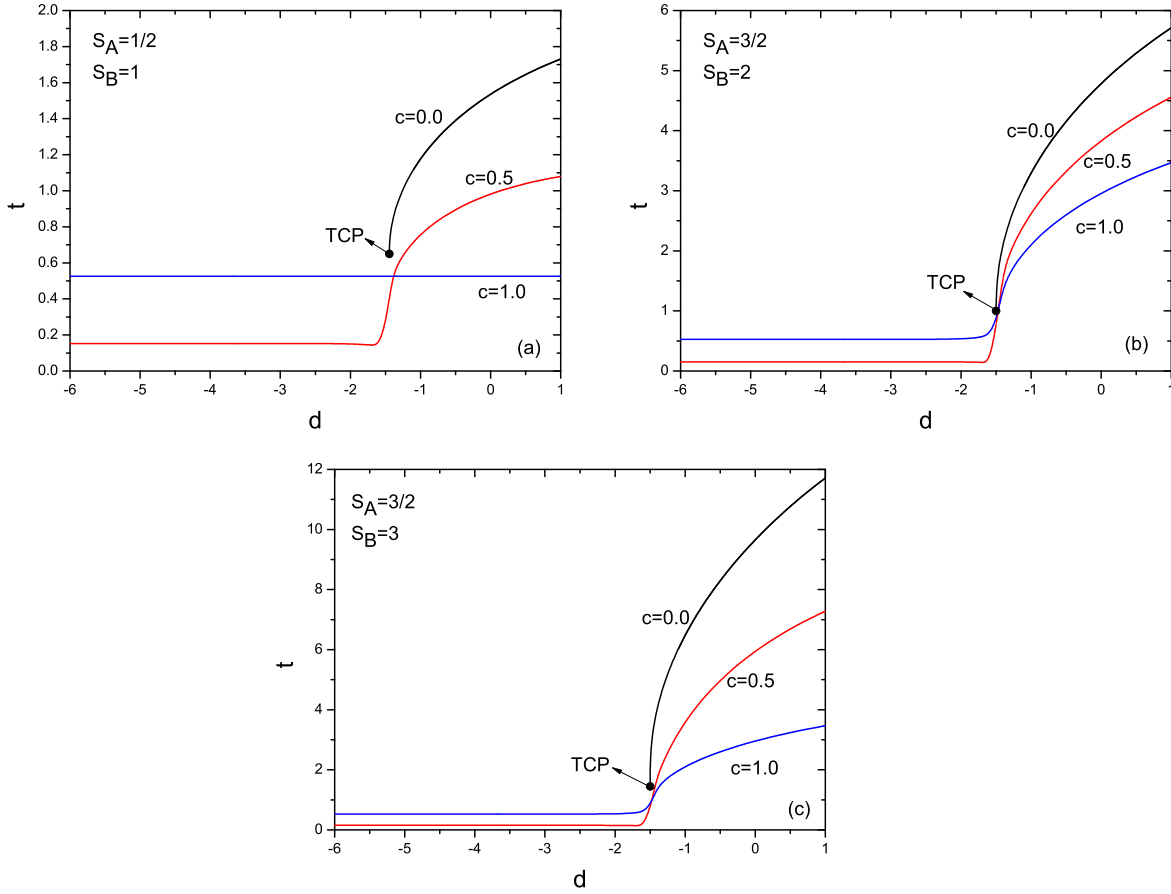 2.0
1.8
1.6
1.4
1.2
1.0
0.8
0.6
0.4
0.2
0.0
t
S_A=1/2
S_B=1
c=0.0
c=0.5
TCP
c=1.0
(a)
-6 -5 -4 -3 -2 -1 0 1
d
6
5
4
3
2
1
0
t
S_A=3/2
S_B=2
c=0.0
c=0.5
c=1.0
TCP
(b)
-6 -5 -4 -3 -2 -1 0 1
d
12
10
8
6
4
2
0
t
S_A=3/2
S_B=3
c=0.0
c=0.5
TCP
c=1.0
(c)
-6 -5 -4 -3 -2 -1 0 1
d